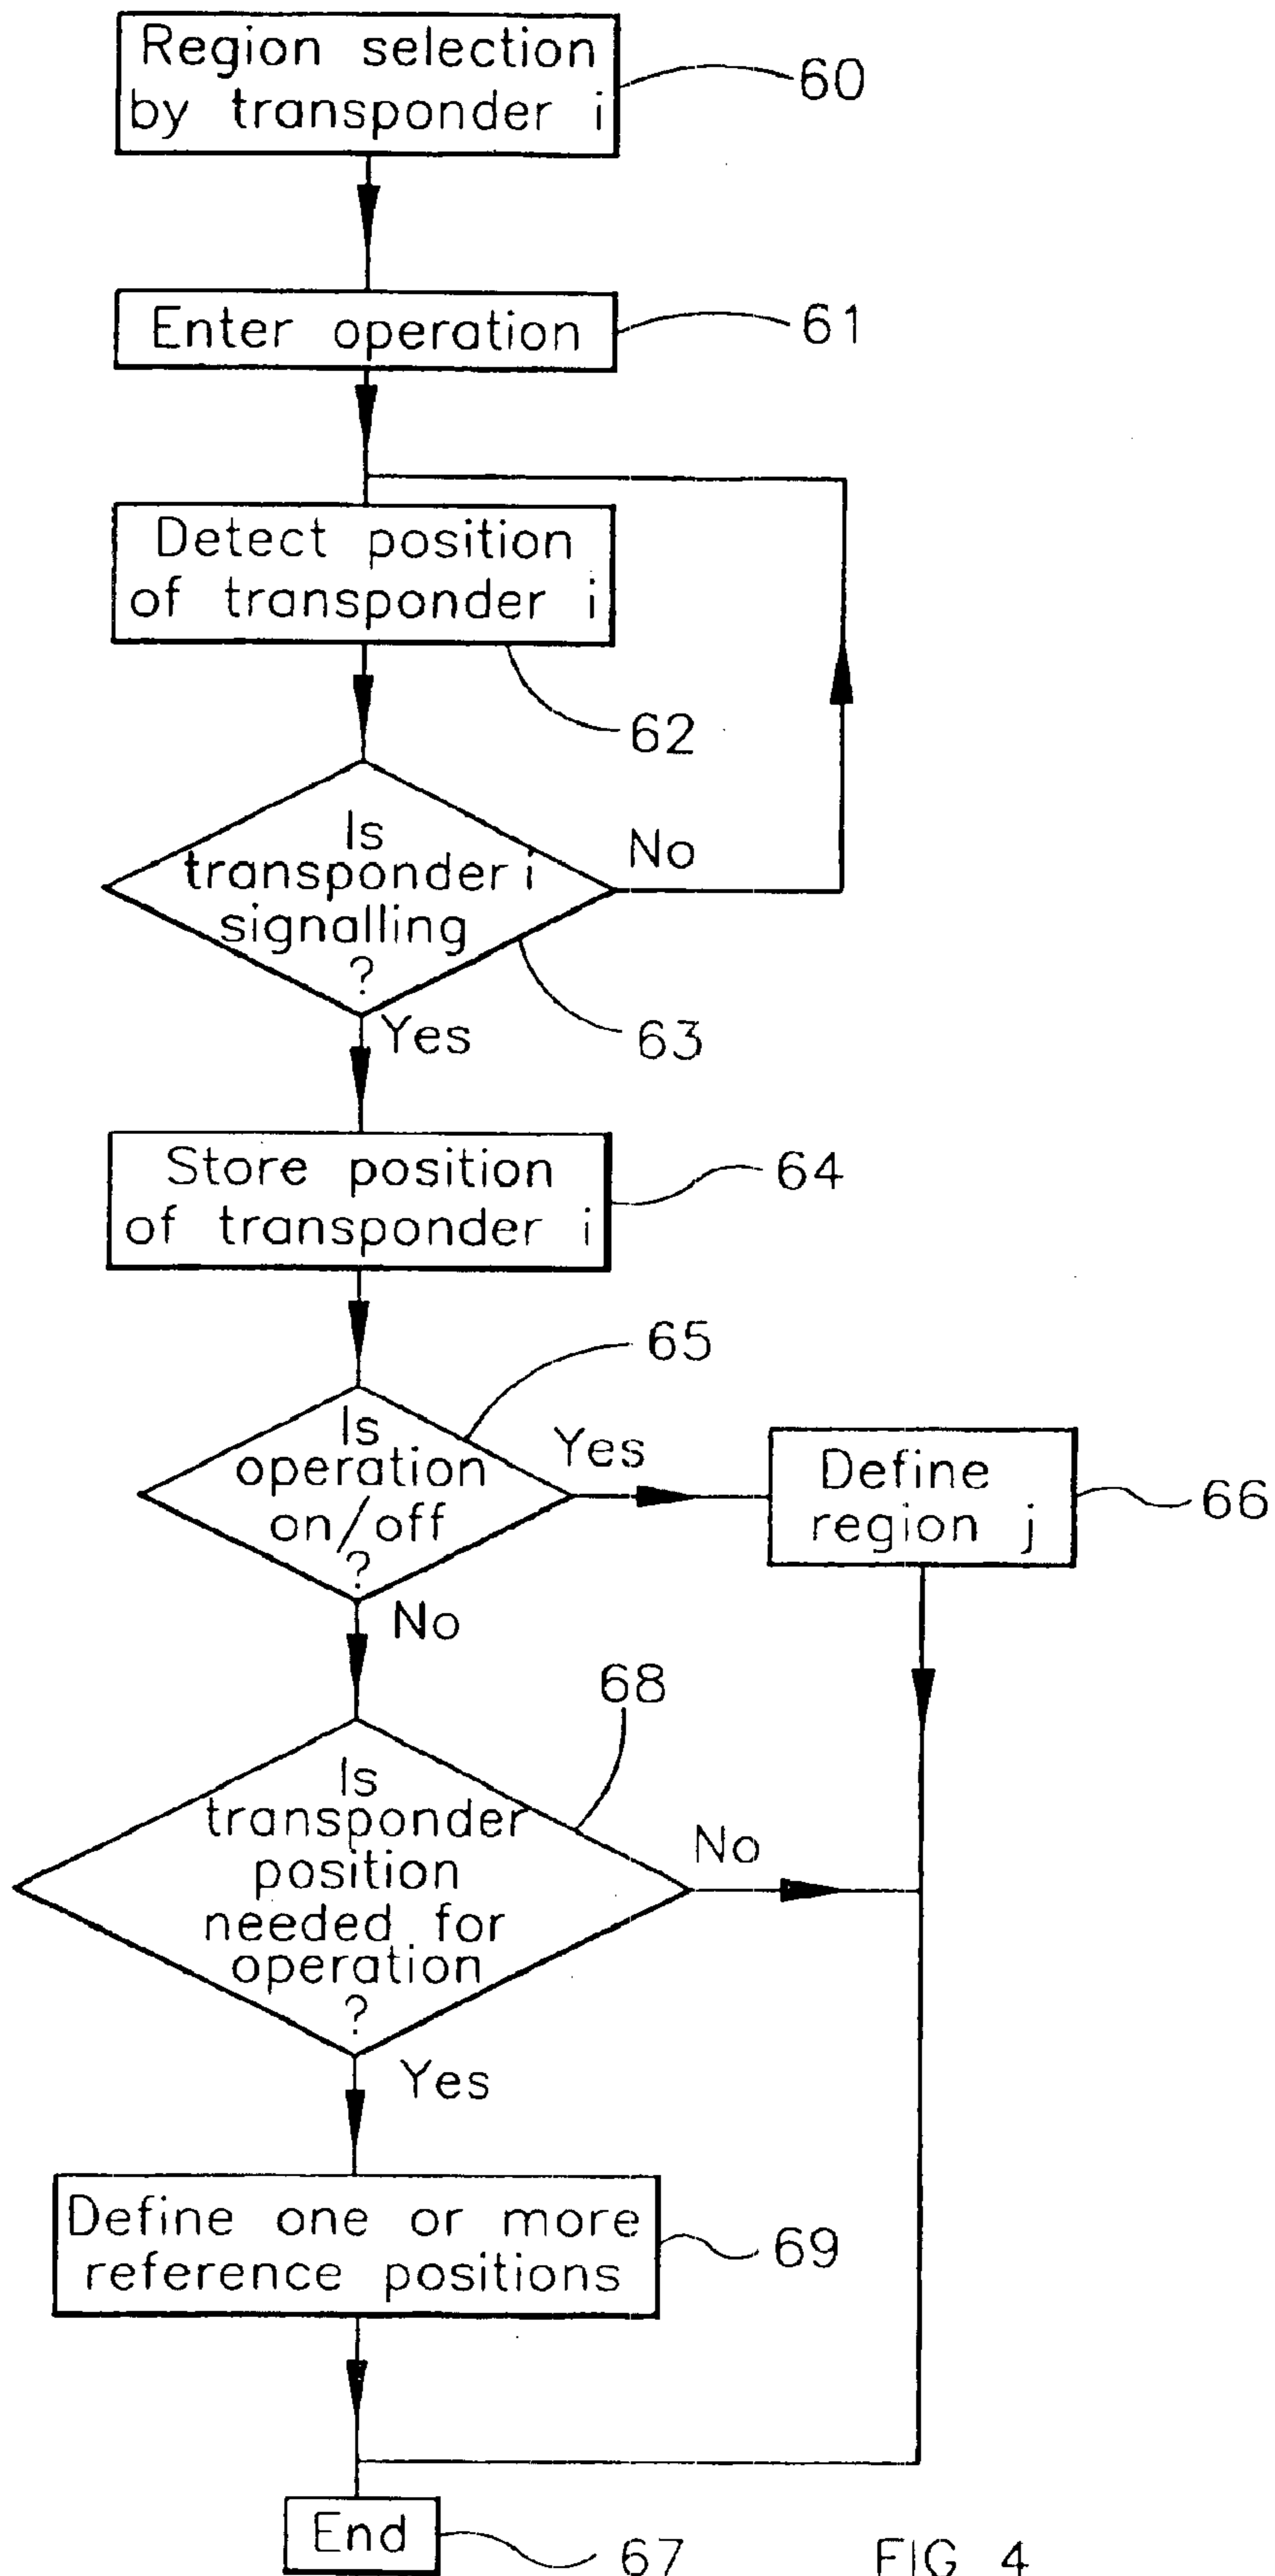 Region selection
by transponder i
60
Enter operation
61
Detect position
of transponder i
62
Is
transponder i
signalling
?
No
63
Yes
Store position
of transponder i
64
65
Is
operation
on/off
?
Yes
Define
region j
66
No
68
Is
transponder
position
needed for
operation
?
No
Yes
Define one or more
reference positions
69
End
67
FIG 4